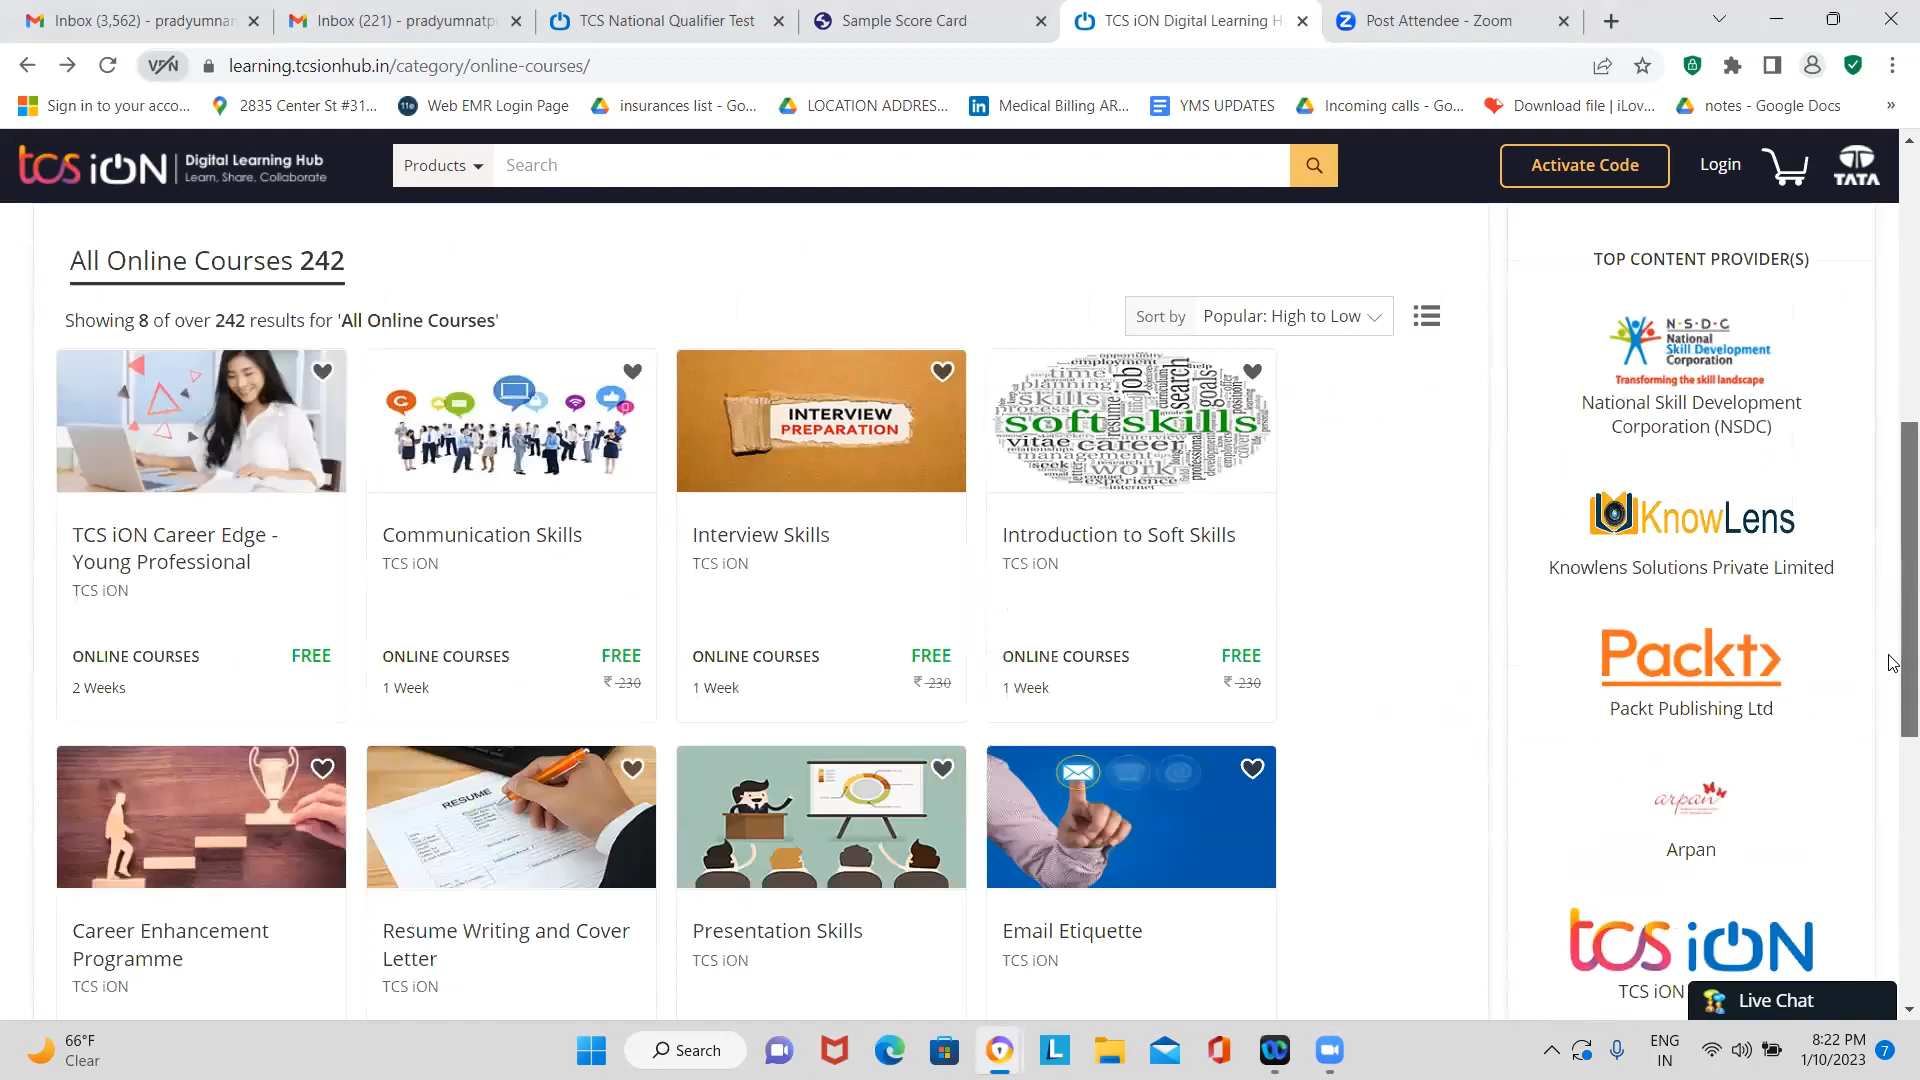 Inbox (3,562) - pradyumnar
Inbox (221) - pradyumnatp
TCS National Qualifier Test
Sample Score Card
TCS iON Digital Learning H
Post Attendee - Zoom
VPN
learning.tcsionhub.in/category/online-courses/
Sign in to your acco...
2835 Center St #31...
Web EMR Login Page
insurances list - Go...
LOCATION ADDRES...
Medical Billing AR...
YMS UPDATES
Incoming calls - Go...
Download file | iLov...
notes - Google Docs
tcs iON
Digital Learning Hub
Learn, Share, Collaborate
Products
Search
Activate Code
Login
TATA
All Online Courses 242
Showing 8 of over 242 results for 'All Online Courses'
Sort by Popular: High to Low
INTERVIEW
PREPARATION
soft skills
TCS iON Career Edge -
Young Professional
TCS iON
ONLINE COURSES FREE
2 Weeks
Communication Skills
TCS iON
ONLINE COURSES FREE
1 Week ₹ 230
Interview Skills
TCS iON
ONLINE COURSES FREE
1 Week ₹ 230
Introduction to Soft Skills
TCS iON
ONLINE COURSES FREE
1 Week ₹ 230
RESUME
Career Enhancement
Programme
TCS iON
Resume Writing and Cover
Letter
TCS iON
Presentation Skills
TCS iON
Email Etiquette
TCS iON
TOP CONTENT PROVIDER(S)
N·S·D·C
National
Skill Development
Corporation
Transforming the skill landscape
National Skill Development
Corporation (NSDC)
KnowLens
Knowlens Solutions Private Limited
Packt>
Packt Publishing Ltd
arpan
Arpan
tcs iON
TCS iON
Live Chat
66°F
Clear
Search
ENG
IN
8:22 PM
1/10/2023
7